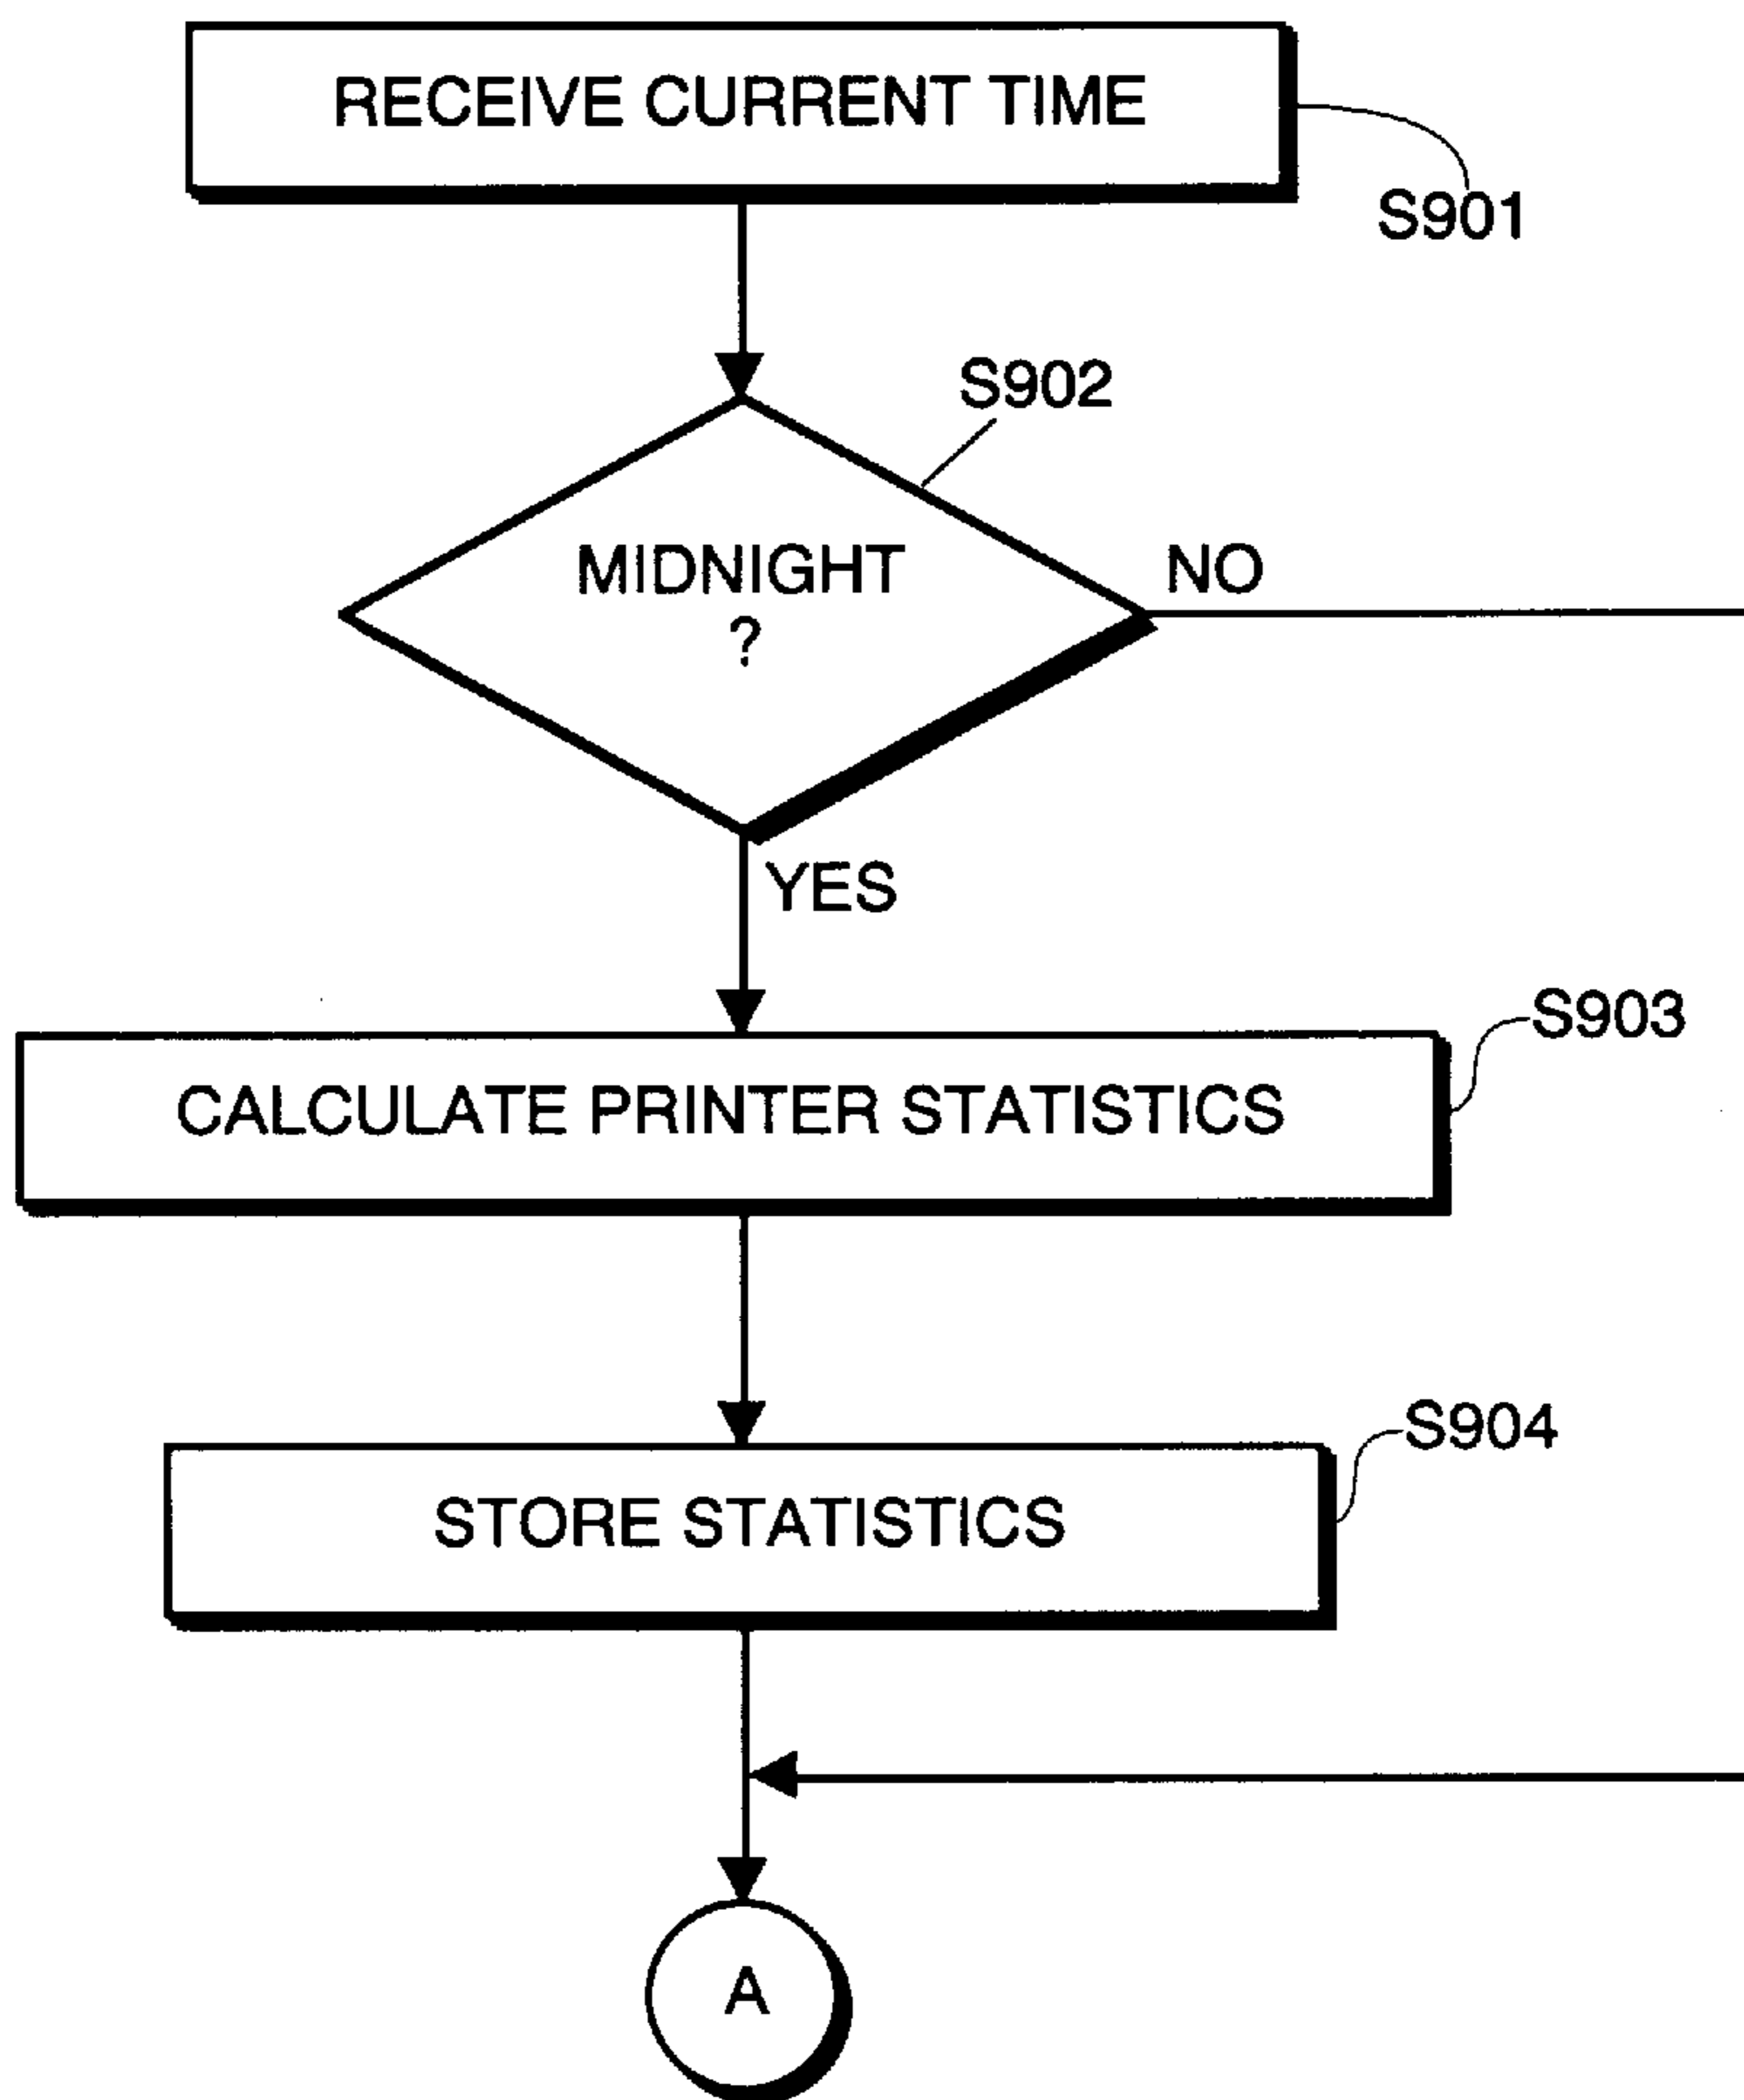 RECEIVE CURRENT TIME
S901
S902
MIDNIGHT
?
NO
YES
S903
CALCULATE PRINTER STATISTICS
S904
STORE STATISTICS
A